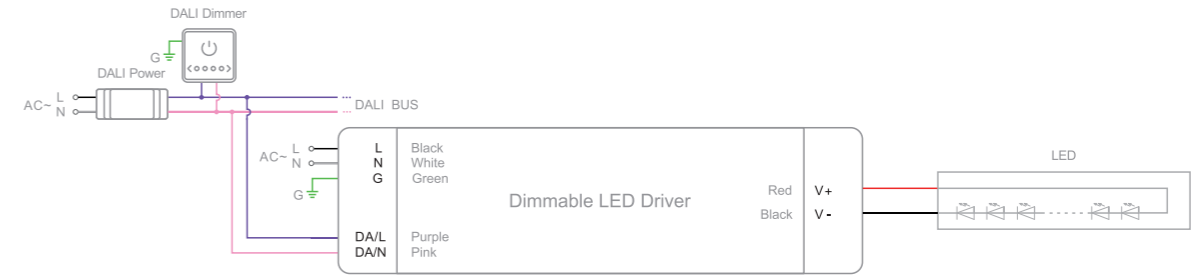 DALI Dimmer
G
DALI Power
AC~ L
N
... DALI BUS
AC~ L L Black
N N White
G Green
G
Dimmable LED Driver
Red V+
Black V-
LED
DA/L Purple
DA/N Pink